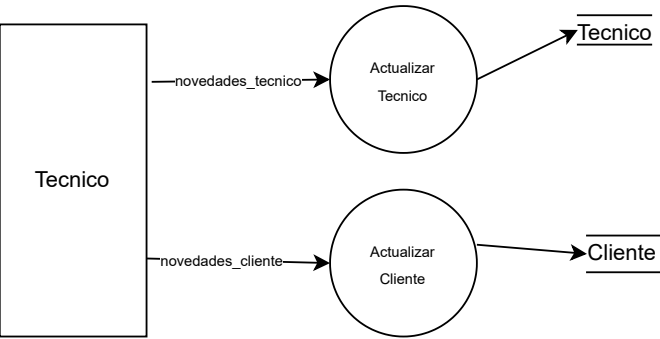 Tecnico
novedades_tecnico
Actualizar
Tecnico
Tecnico
novedades_cliente
Actualizar
Cliente
Cliente